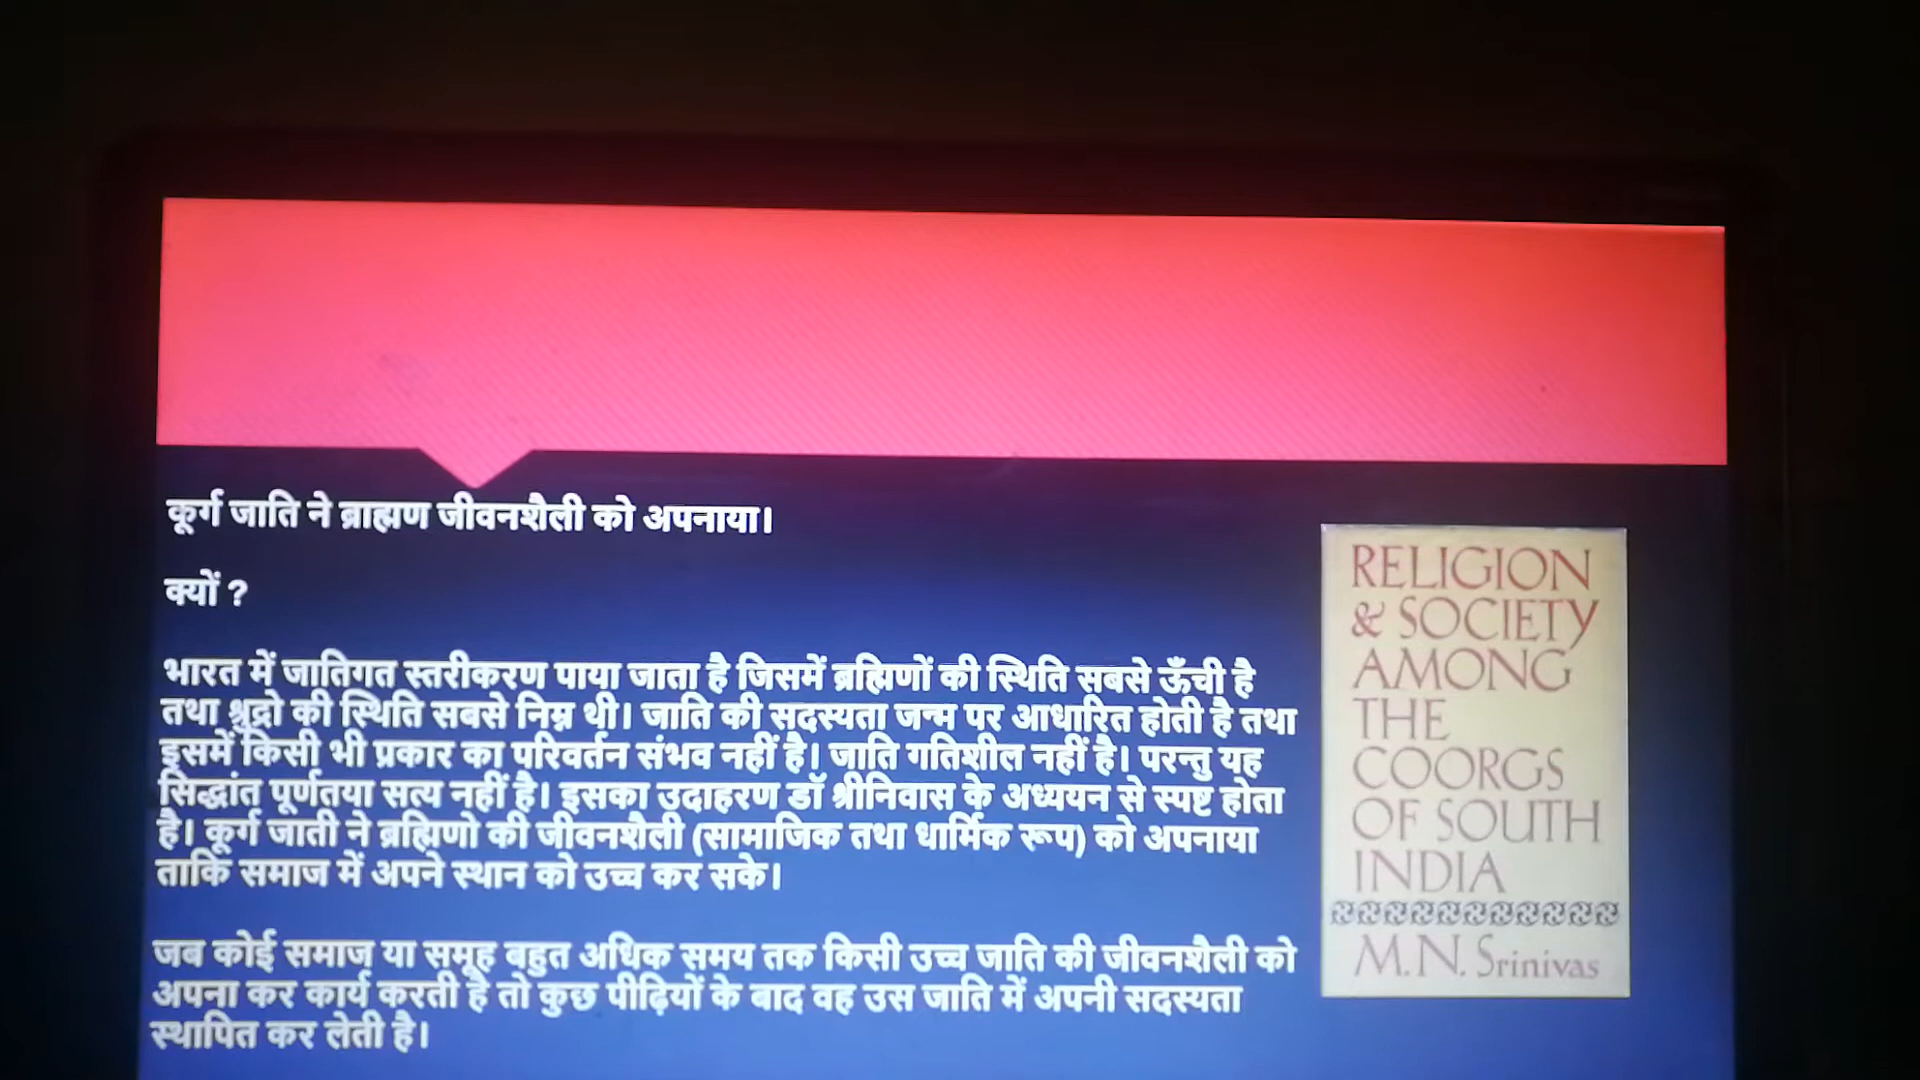 कूर्ग जाति ने ब्राह्मण जीवनशैली को अपनाया।
क्यों ?
भारत में जातिगत स्तरीकरण पाया जाता है जिसमें ब्रह्मिणों की स्थिति सबसे ऊँची है
तथा श्रूद्रो की स्थिति सबसे निम्न थी। जाति की सदस्यता जन्म पर आधारित होती है तथा
इसमें किसी भी प्रकार का परिवर्तन संभव नहीं है। जाति गतिशील नहीं है। परन्तु यह
सिद्धांत पूर्णतया सत्य नहीं है। इसका उदाहरण डॉ श्रीनिवास के अध्ययन से स्पष्ट होता
है। कूर्ग जाती ने ब्रह्मिणो की जीवनशैली (सामाजिक तथा धार्मिक रूप) को अपनाया
ताकि समाज में अपने स्थान को उच्च कर सके।
जब कोई समाज या समूह बहुत अधिक समय तक किसी उच्च जाति की जीवनशैली को
अपना कर कार्य करती है तो कुछ पीढ़ियों के बाद वह उस जाति में अपनी सदस्यता
स्थापित कर लेती है।
RELIGION
& SOCIETY
AMONG
THE
COORGS
OF SOUTH
INDIA
M.N. Srinivas